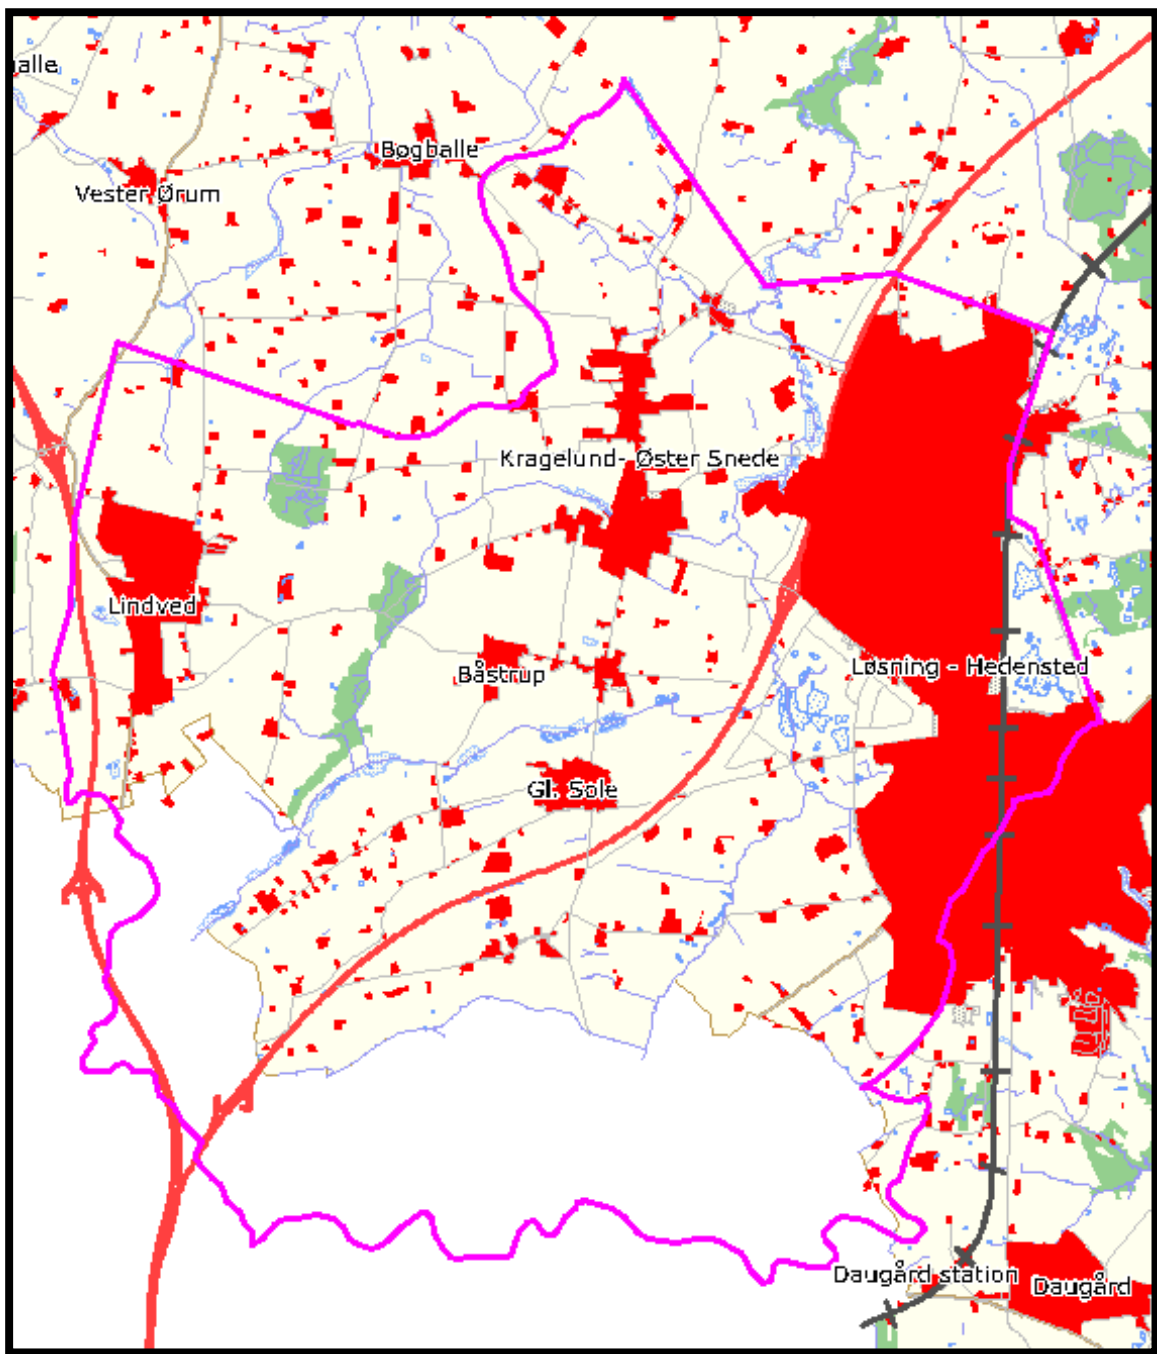 alle
Bøgballe
Vester Ørum
Kragelund- Øster Snede
Lindved
Løsning - Hedensted
Båstrup
Gl. Sole
Daugård station
Daugård